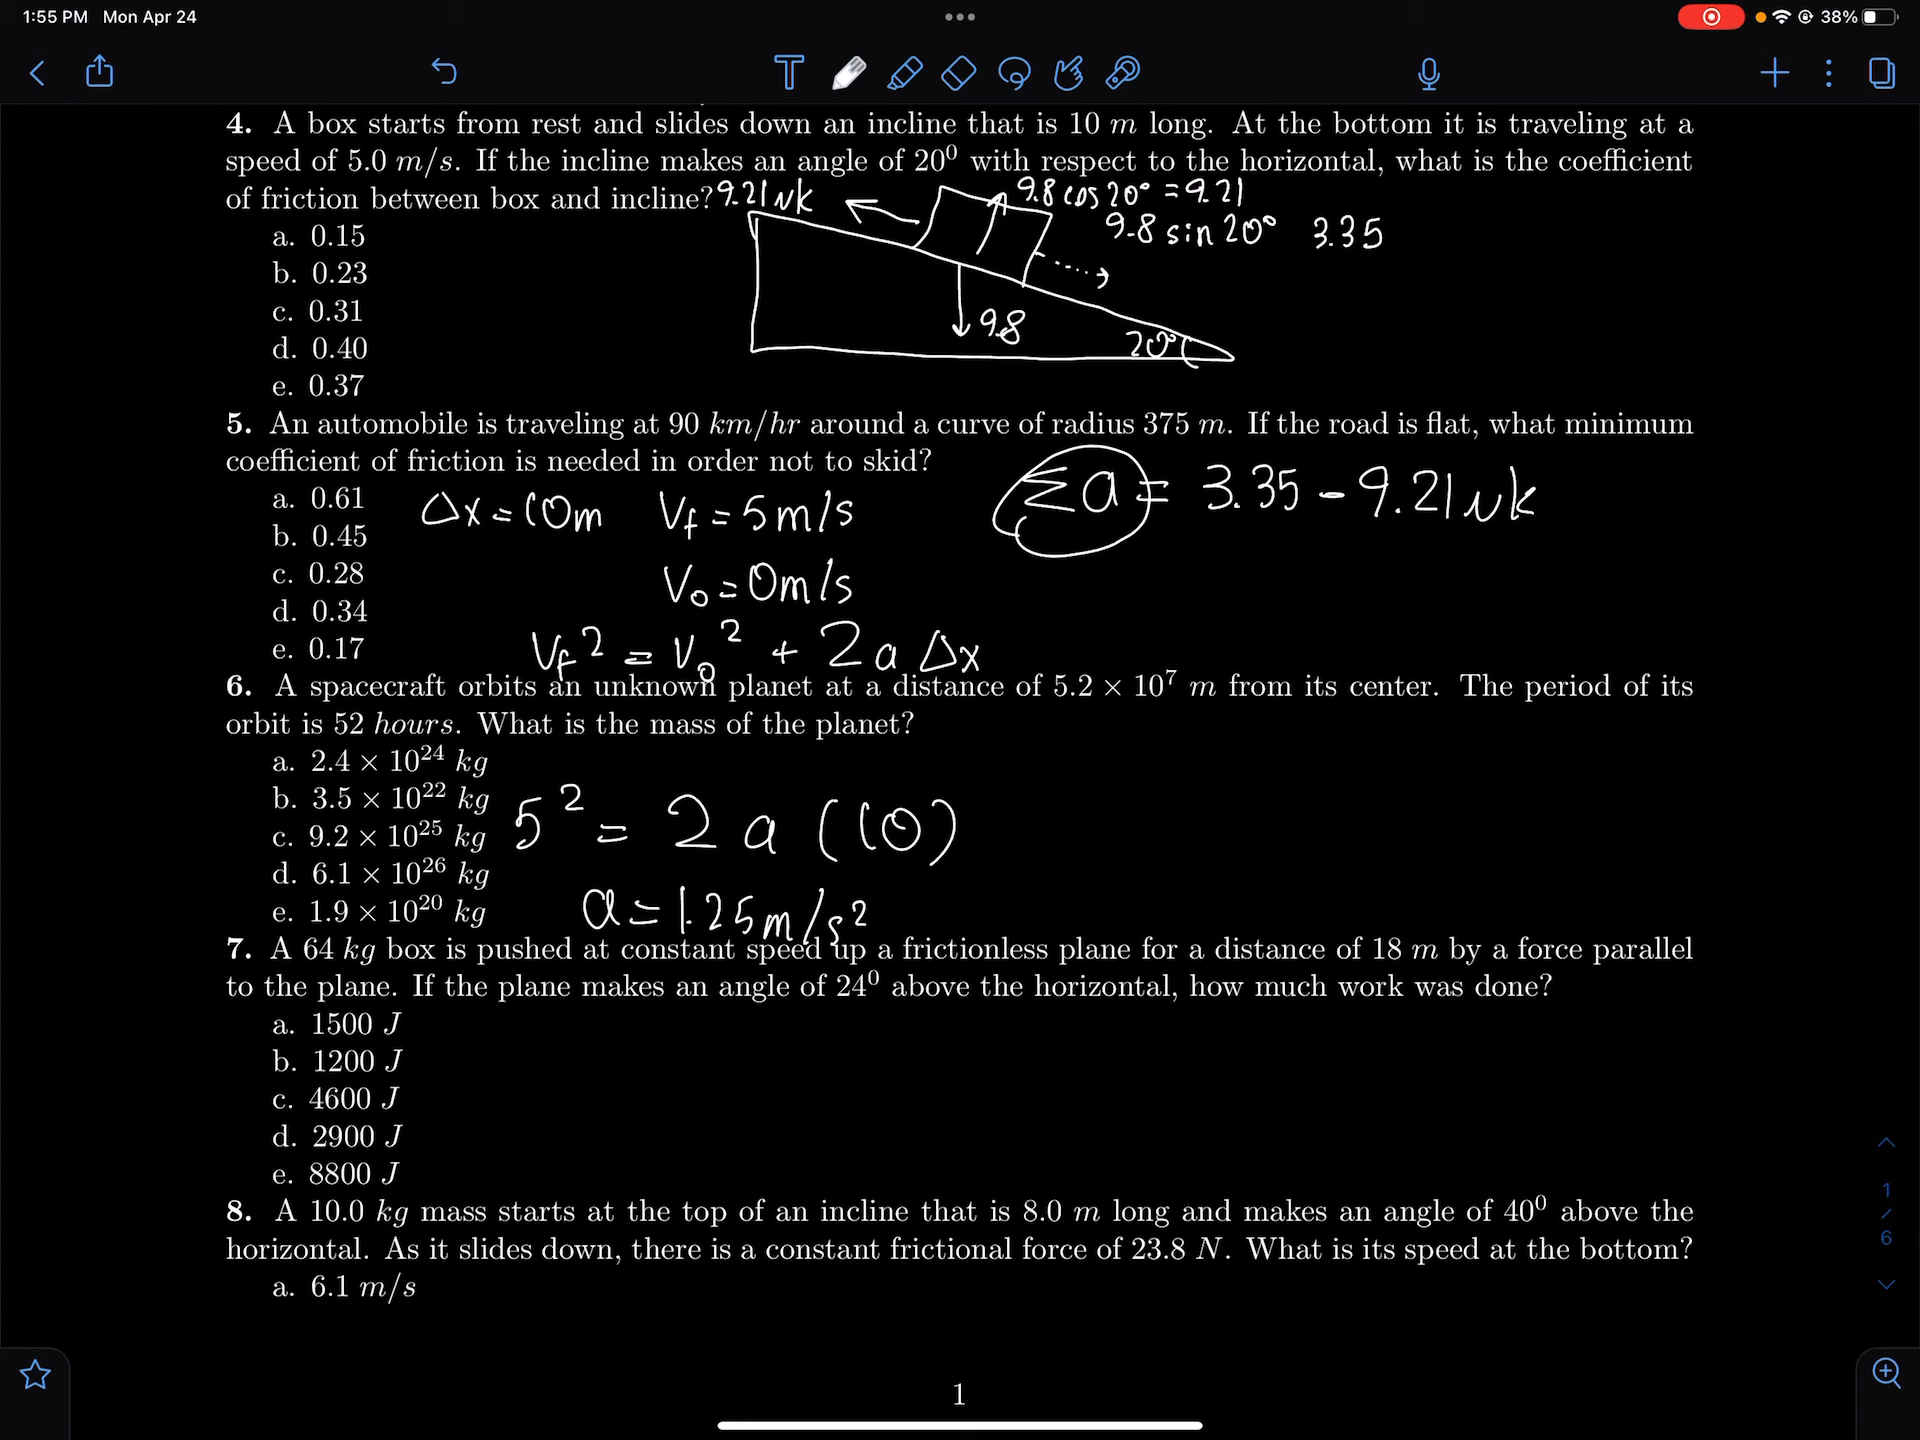 1:55 PM Mon Apr 24
38%
4. A box starts from rest and slides down an incline that is 10 m long. At the bottom it is traveling at a
speed of 5.0 m/s. If the incline makes an angle of 20⁰ with respect to the horizontal, what is the coefficient
of friction between box and incline?
9.21 μk
9.8 cos 20° = 9.21
9.8 sin 20° 3.35
a. 0.15
b. 0.23
c. 0.31
d. 0.40
e. 0.37
9.8
20°
5. An automobile is traveling at 90 km/hr around a curve of radius 375 m. If the road is flat, what minimum
coefficient of friction is needed in order not to skid?
Σa = 3.35 - 9.21 μk
a. 0.61
b. 0.45
c. 0.28
d. 0.34
e. 0.17
Δx = 10m Vf = 5m/s
V₀ = 0m/s
Vf² = V₀² + 2 a Δx
6. A spacecraft orbits an unknown planet at a distance of 5.2 × 10⁷ m from its center. The period of its
orbit is 52 hours. What is the mass of the planet?
a. 2.4 × 10²⁴ kg
b. 3.5 × 10²² kg
c. 9.2 × 10²⁵ kg
d. 6.1 × 10²⁶ kg
e. 1.9 × 10²⁰ kg
5² = 2 a (10)
a = 1.25 m/s²
7. A 64 kg box is pushed at constant speed up a frictionless plane for a distance of 18 m by a force parallel
to the plane. If the plane makes an angle of 24⁰ above the horizontal, how much work was done?
a. 1500 J
b. 1200 J
c. 4600 J
d. 2900 J
e. 8800 J
8. A 10.0 kg mass starts at the top of an incline that is 8.0 m long and makes an angle of 40⁰ above the
horizontal. As it slides down, there is a constant frictional force of 23.8 N. What is its speed at the bottom?
a. 6.1 m/s
1
/
6
1